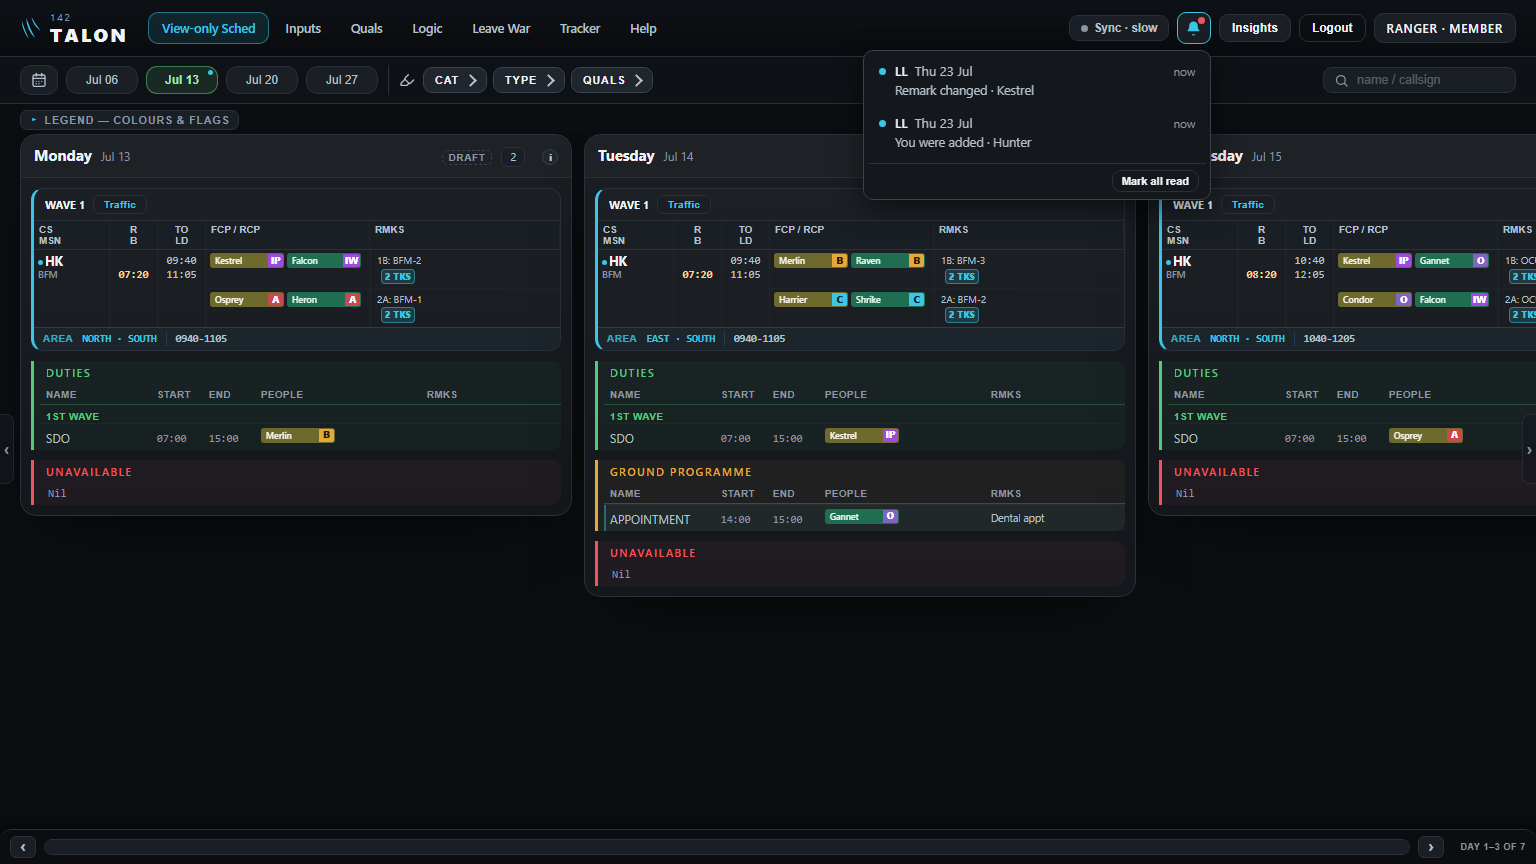 142
TALON
View-only Sched
Inputs
Quals
Logic
Leave War
Tracker
Help
Sync · slow
Insights
Logout
RANGER · MEMBER
Jul 06
Jul 13
Jul 20
Jul 27
CAT
TYPE
QUALS
name / callsign
LL Thu 23 Jul now
Remark changed · Kestrel
LL Thu 23 Jul now
You were added · Hunter
Mark all read
LEGEND — COLOURS & FLAGS
Monday Jul 13 DRAFT 2 i
WAVE 1 Traffic
CS R TO FCP / RCP RMKS
MSN B LD
HK 09:40 Kestrel IP Falcon IW 1B: BFM-2
BFM 07:20 11:05 2 TKS
Osprey A Heron A 2A: BFM-1
2 TKS
AREA NORTH · SOUTH 0940-1105
DUTIES
NAME START END PEOPLE RMKS
1ST WAVE
SDO 07:00 15:00 Merlin B
UNAVAILABLE
Nil
Tuesday Jul 14
WAVE 1 Traffic
CS R TO FCP / RCP RMKS
MSN B LD
HK 09:40 Merlin B Raven B 1B: BFM-3
BFM 07:20 11:05 2 TKS
Harrier C Shrike C 2A: BFM-2
2 TKS
AREA EAST · SOUTH 0940-1105
DUTIES
NAME START END PEOPLE RMKS
1ST WAVE
SDO 07:00 15:00 Kestrel IP
GROUND PROGRAMME
NAME START END PEOPLE RMKS
APPOINTMENT 14:00 15:00 Gannet O Dental appt
UNAVAILABLE
Nil
sday Jul 15
WAVE 1 Traffic
CS R TO FCP / RCP RMKS
MSN B LD
HK 10:40 Kestrel IP Gannet O 1B: OCU
BFM 08:20 12:05 2 TKS
Condor O Falcon IW 2A: OCU
2 TKS
AREA NORTH · SOUTH 1040-1205
DUTIES
NAME START END PEOPLE
1ST WAVE
SDO 07:00 15:00 Osprey A
UNAVAILABLE
Nil
DAY 1–3 OF 7